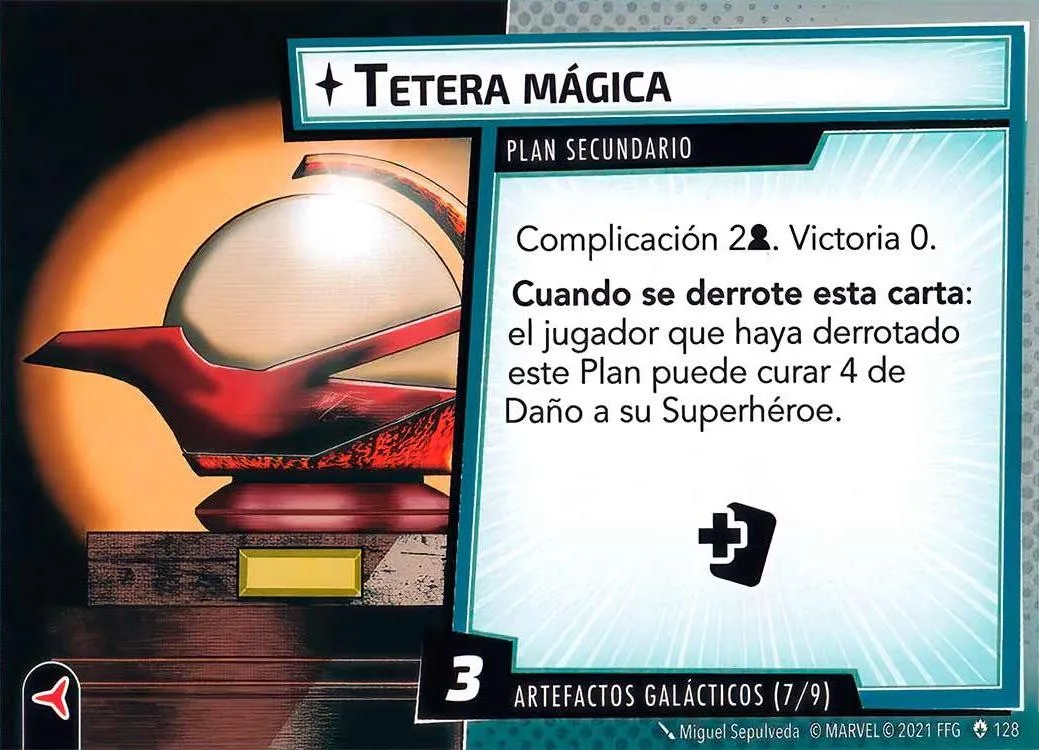 TETERA MÁGICA
PLAN SECUNDARIO
Complicación 2. Victoria 0.
Cuando se derrote esta carta:
el jugador que haya derrotado
este Plan puede curar 4 de
Daño a su Superhéroe.
3
ARTEFACTOS GALÁCTICOS (7/9)
Miguel Sepulveda © MARVEL © 2021 FFG 128